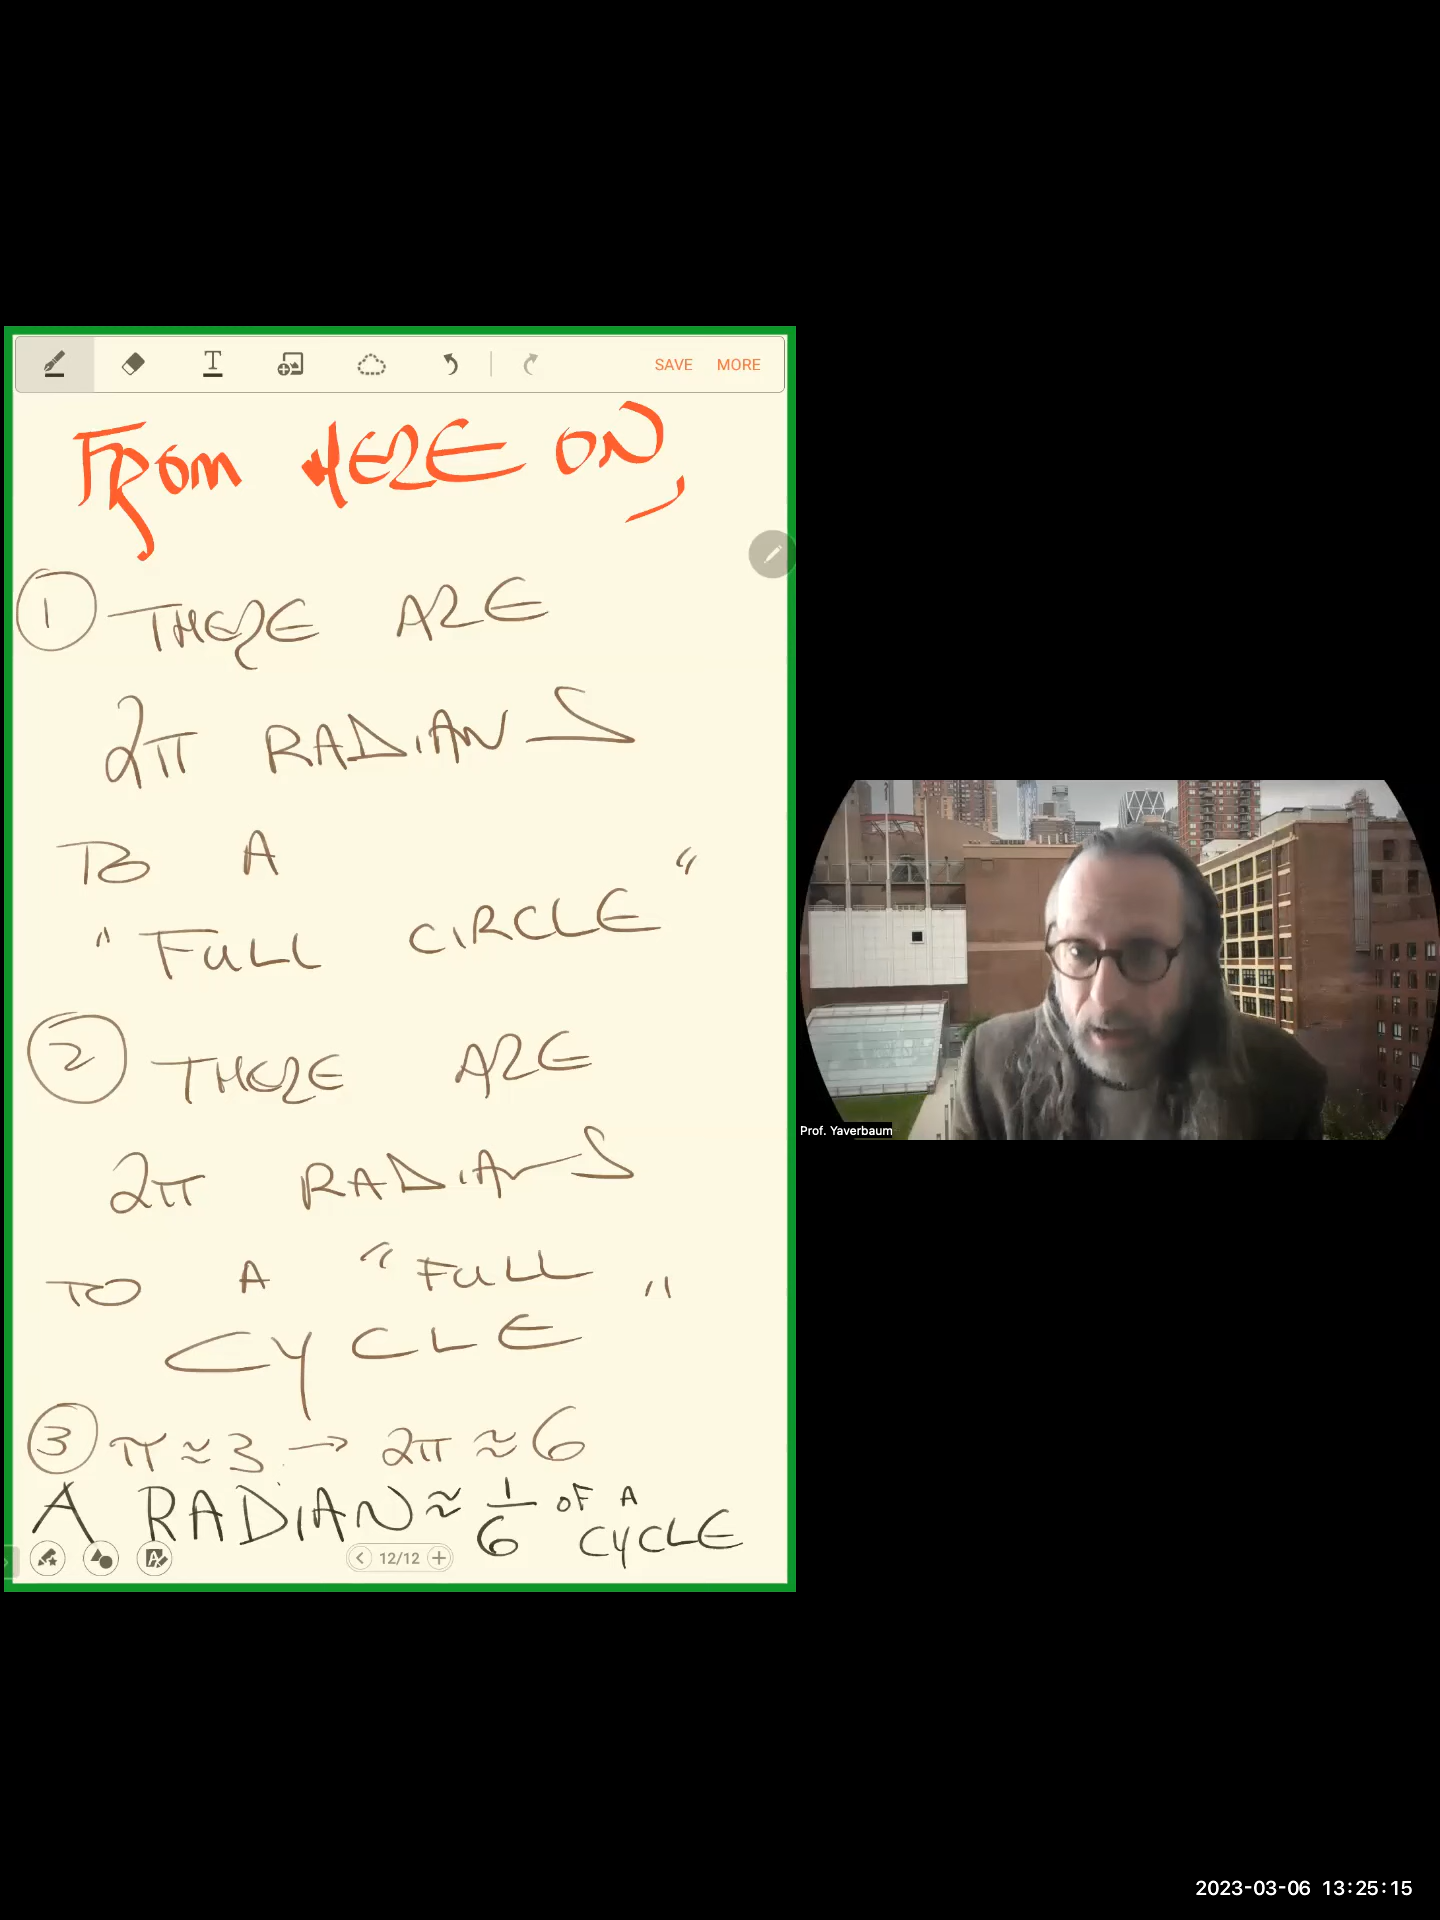 T SAVE MORE
FROM HERE ON,
① THERE ARE
2π RADIANS
TO A
"FULL CIRCLE"
② THERE ARE
2π RADIANS
TO A "FULL
CYCLE"
③ π ≈ 3 → 2π ≈ 6
A RADIAN ≈ 1/6 OF A CYCLE
A
12/12
Prof. Yaverbaum
2023-03-06 13:25:15